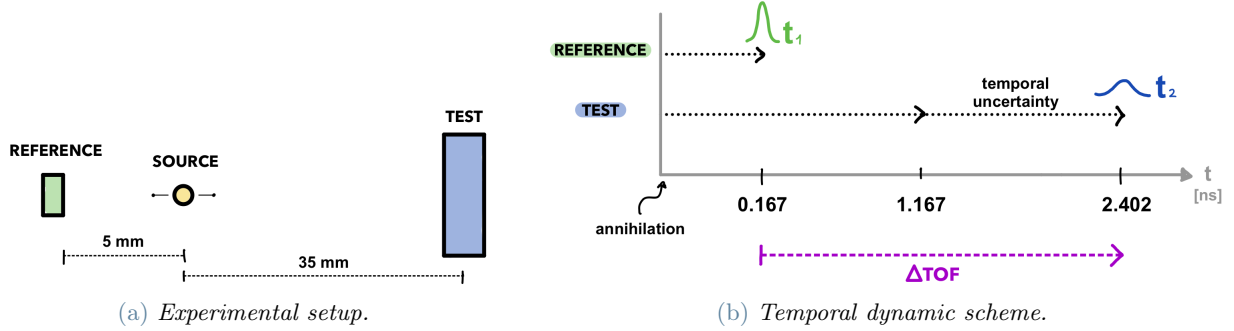 REFERENCE
SOURCE
TEST
5 mm
35 mm
(a) Experimental setup.
REFERENCE
t1
TEST
temporal
uncertainty
t2
t
[ns]
0.167
1.167
2.402
annihilation
ΔTOF
(b) Temporal dynamic scheme.